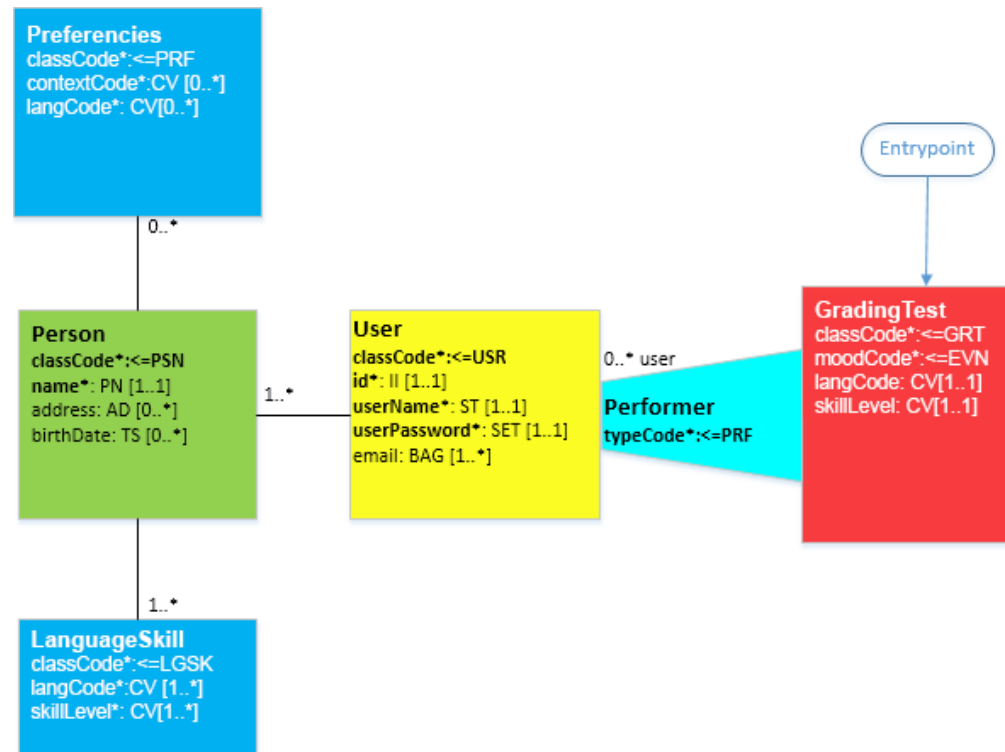 Preferencies
classCode*:<=PRF
contextCode*:CV [0..*]
langCode*: CV[0..*]
0..*
Entrypoint
Person
classCode*:<=PSN
name*: PN [1..1]
address: AD [0..*]
birthDate: TS [0..*]
1..*
User
classCode*:<=USR
id*: II [1..1]
userName*: ST [1..1]
userPassword*: SET [1..1]
email: BAG [1..*]
0..* user
Performer
typeCode*:<=PRF
GradingTest
classCode*:<=GRT
moodCode*:<=EVN
langCode: CV[1..1]
skillLevel: CV[1..1]
1..*
LanguageSkill
classCode*:<=LGSK
langCode*:CV [1..*]
skillLevel*: CV[1..*]